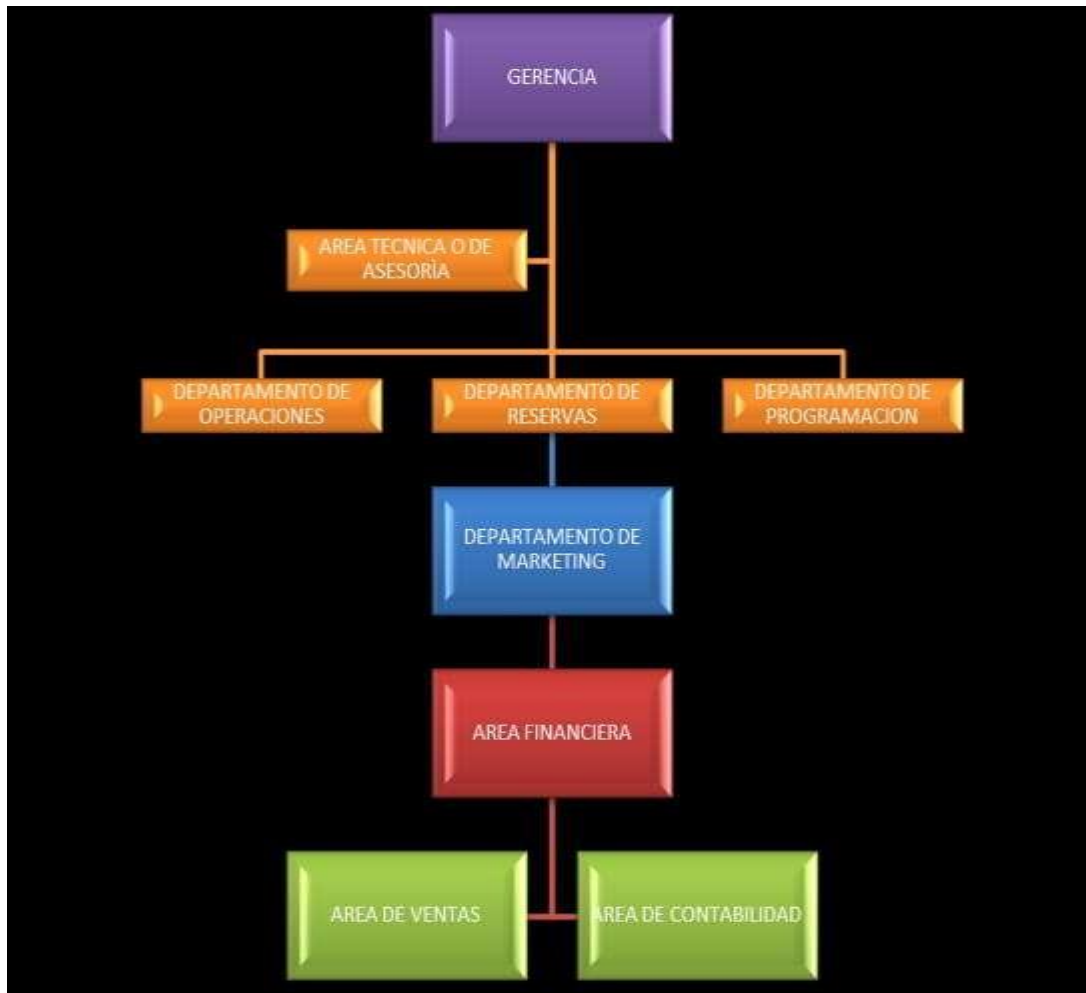 GERENCIA
AREA TECNICA O DE
ASESORÌA
DEPARTAMENTO DE
OPERACIONES
DEPARTAMENTO DE
RESERVAS
DEPARTAMENTO DE
PROGRAMACION
DEPARTAMENTO DE
MARKETING
AREA FINANCIERA
AREA DE VENTAS
AREA DE CONTABILIDAD